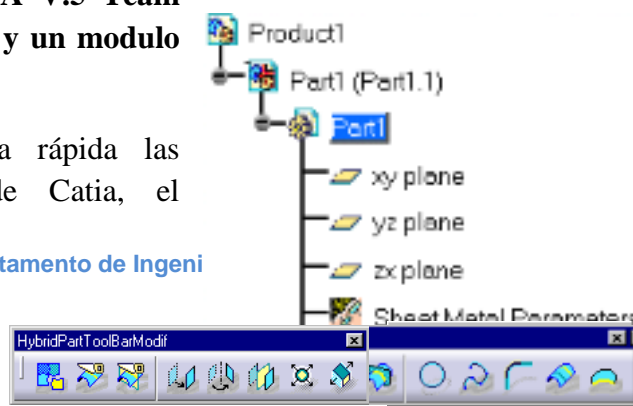 A V.5 Team
y un modulo
a rápida las
de Catia, el
tamento de Ingeni
Product1
Part1 (Part1.1)
Part1
xy plane
yz plane
zx plane
Sheet Metal Parameters
HybridPartToolBarModif